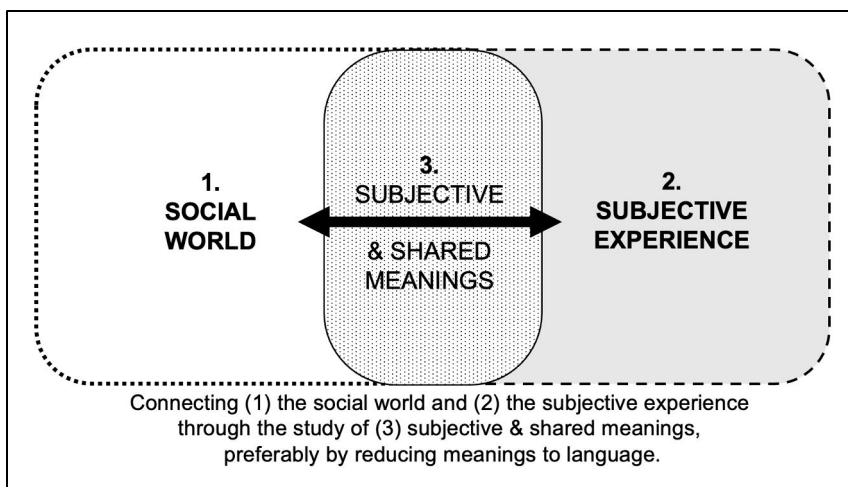 1.
SOCIAL
WORLD
3.
SUBJECTIVE
& SHARED
MEANINGS
2.
SUBJECTIVE
EXPERIENCE
Connecting (1) the social world and (2) the subjective experience
through the study of (3) subjective & shared meanings,
preferably by reducing meanings to language.